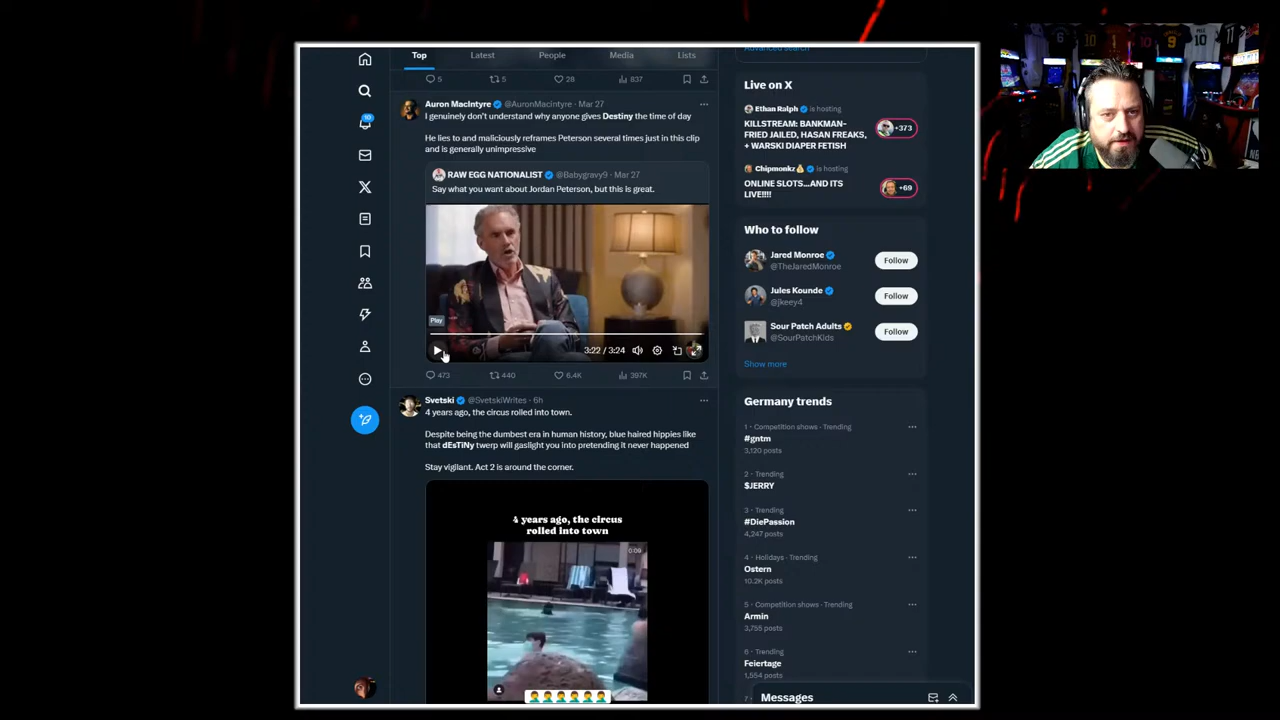 Top
Latest
People
Media
Lists
5
5
28
837
Auron MacIntyre @AuronMacIntyre · Mar 27
I genuinely don't understand why anyone gives Destiny the time of day
He lies to and maliciously reframes Peterson several times just in this clip
and is generally unimpressive
RAW EGG NATIONALIST @Babygravy9 · Mar 27
Say what you want about Jordan Peterson, but this is great.
Play
3:22 / 3:24
473
440
6.4K
397K
Svetski @SvetskiWrites · 6h
4 years ago, the circus rolled into town.
Despite being the dumbest era in human history, blue haired hippies like
that dEsTiNy twerp will gaslight you into pretending it never happened
Stay vigilant. Act 2 is around the corner.
4 years ago, the circus
rolled into town
0:09
10
Advanced search
Live on X
Ethan Ralph is hosting
KILLSTREAM: BANKMAN-
FRIED JAILED, HASAN FREAKS,
+ WARSKI DIAPER FETISH
+373
Chipmonkz is hosting
ONLINE SLOTS...AND ITS
LIVE!!!!
+69
Who to follow
Jared Monroe
@TheJaredMonroe
Follow
Jules Kounde
@jkeey4
Follow
Sour Patch Adults
@SourPatchKids
Follow
Show more
Germany trends
1 · Competition shows · Trending
#gntm
3,120 posts
2 · Trending
$JERRY
3 · Trending
#DiePassion
4,247 posts
4 · Holidays · Trending
Ostern
10.2K posts
5 · Competition shows · Trending
Armin
3,755 posts
6 · Trending
Feiertage
1,554 posts
Messages